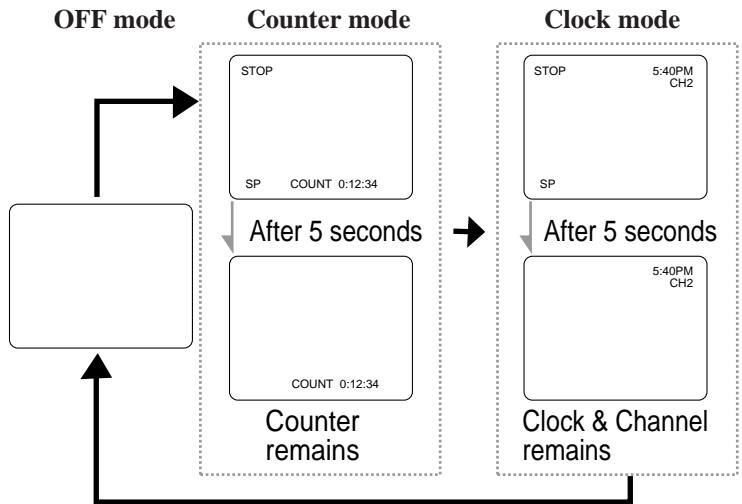 OFF mode
Counter mode
Clock mode
STOP
SP COUNT 0:12:34
After 5 seconds
COUNT 0:12:34
Counter
remains
STOP 5:40PM
CH2
SP
After 5 seconds
5:40PM
CH2
Clock & Channel
remains